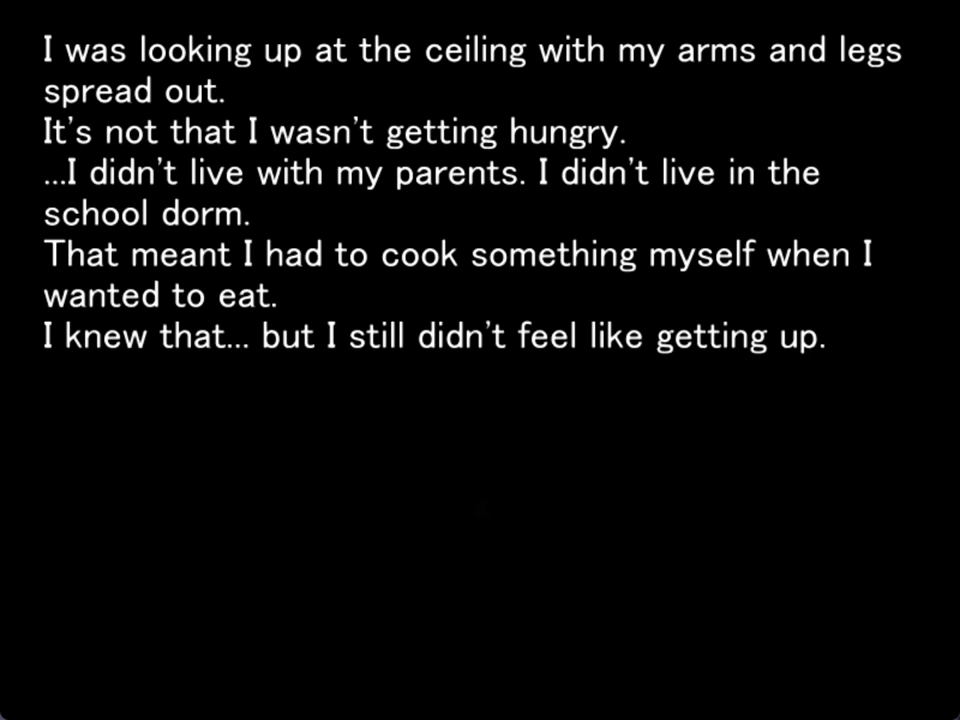 I was looking up at the ceiling with my arms and legs
spread out.
It's not that I wasn't getting hungry.
...I didn't live with my parents. I didn't live in the
school dorm.
That meant I had to cook something myself when I
wanted to eat.
I knew that... but I still didn't feel like getting up.